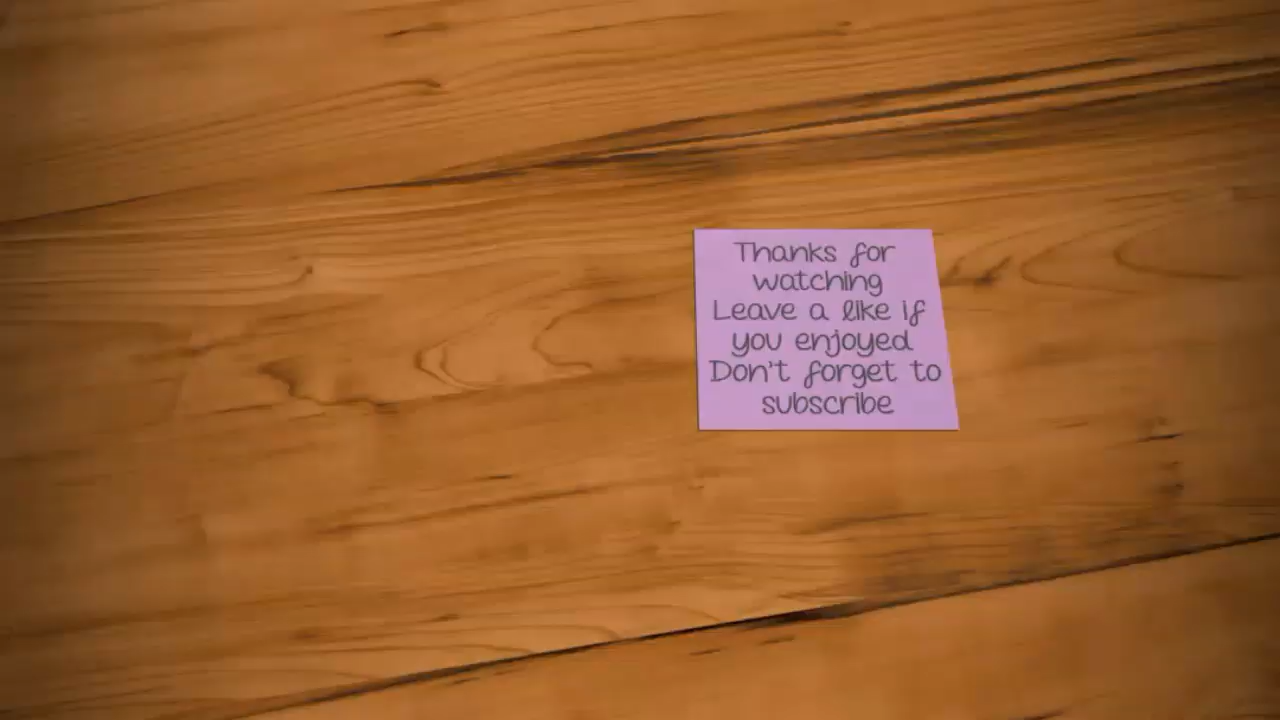 Thanks for
watching
Leave a like if
you enjoyed
Don't forget to
subscribe